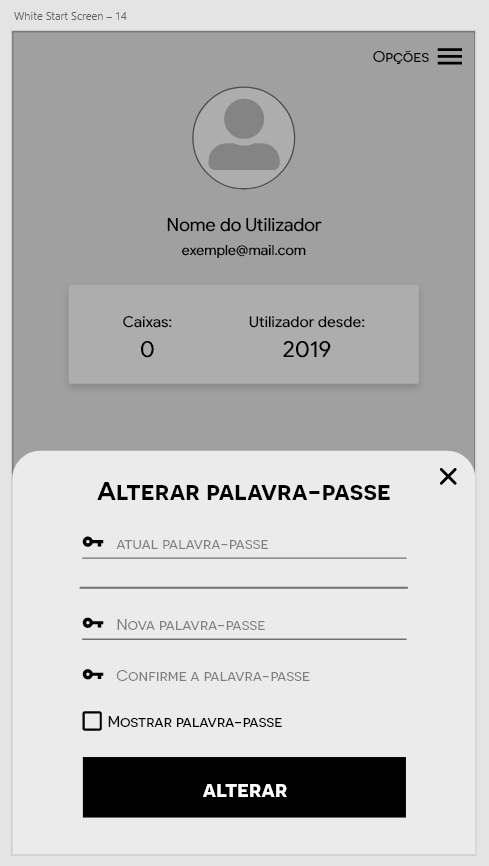 White Start Screen – 14
Opções
Nome do Utilizador
exemple@mail.com
Caixas: Utilizador desde:
0 2019
Alterar palavra-passe
atual palavra-passe
Nova palavra-passe
Confirme a palavra-passe
Mostrar palavra-passe
ALTERAR